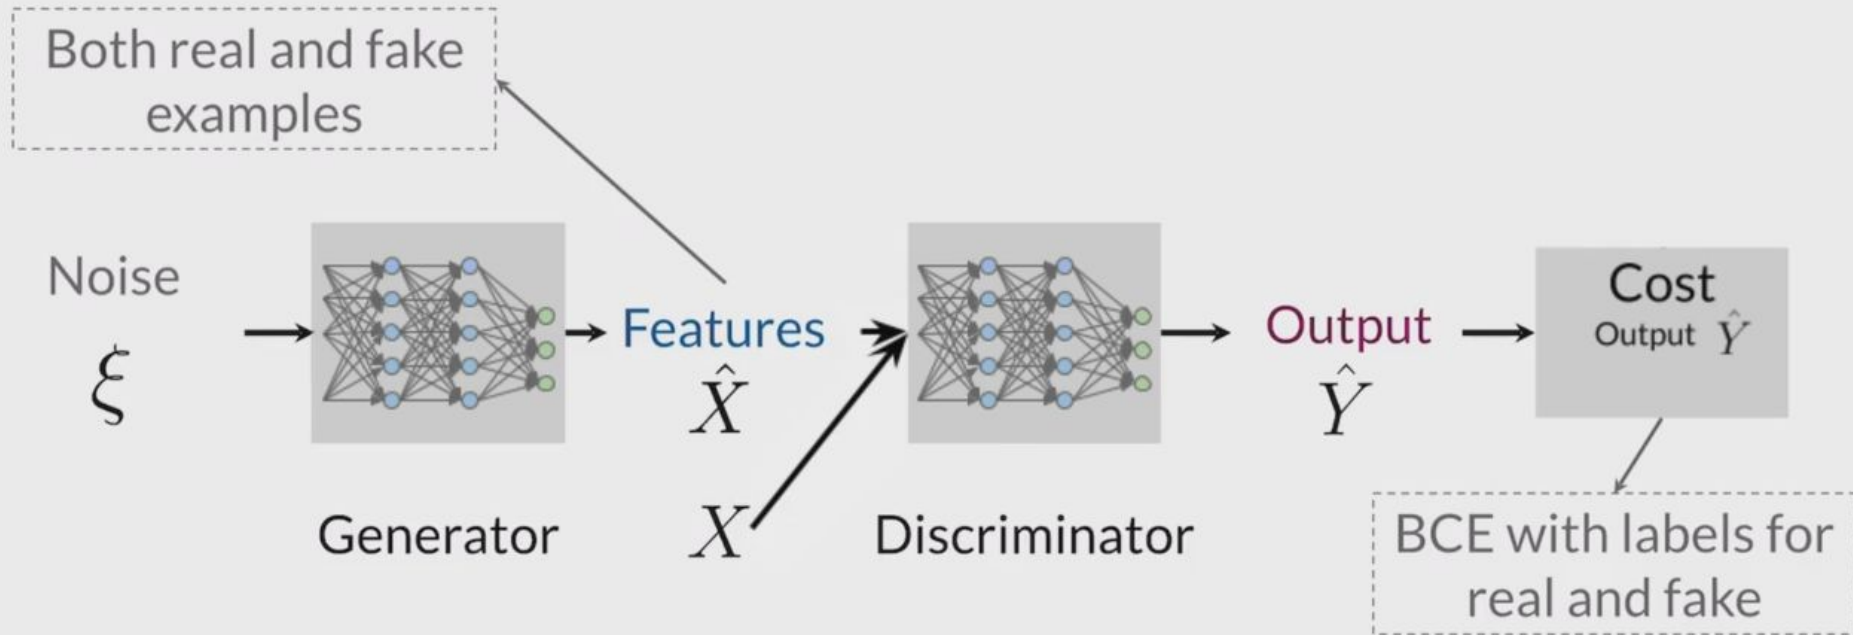 Both real and fake
examples
Noise
ξ
Generator
Features
X̂
X
Discriminator
Output
Ŷ
Cost
Output Ŷ
BCE with labels for
real and fake